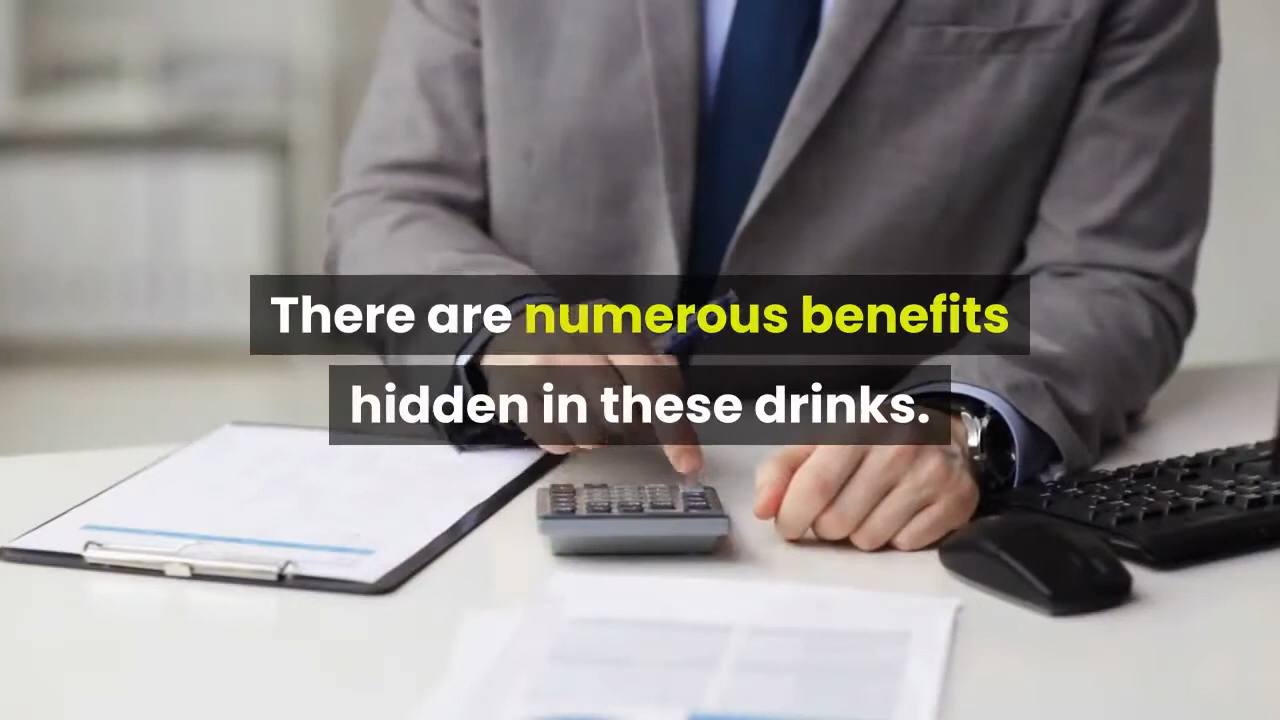 There are numerous benefits
hidden in these drinks.